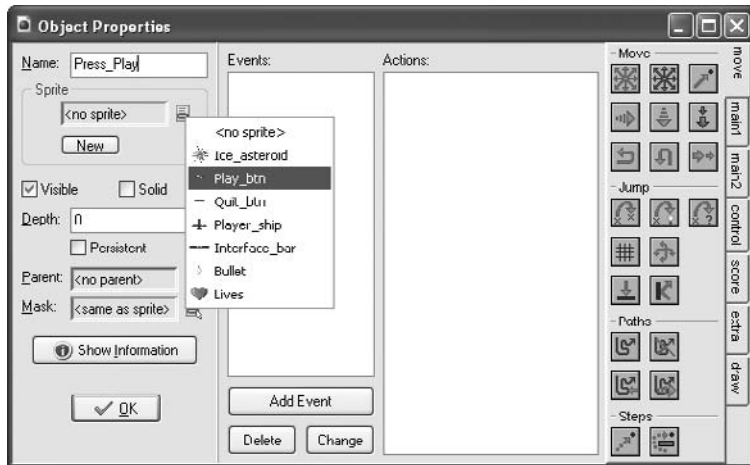 Object Properties
Name: Press_Play
Sprite
<no sprite>
New
Visible Solid
Depth: 0
Persistent
Parent: <no parent>
Mask: <same as sprite>
Show Information
OK
Events:
<no sprite>
Ice_asteroid
Play_btn
Quit_btn
Player_ship
Interface_bar
Bullet
Lives
Add Event
Delete Change
Actions:
Move
Jump
Paths
Steps
move
main1
main2
control
score
extra
draw